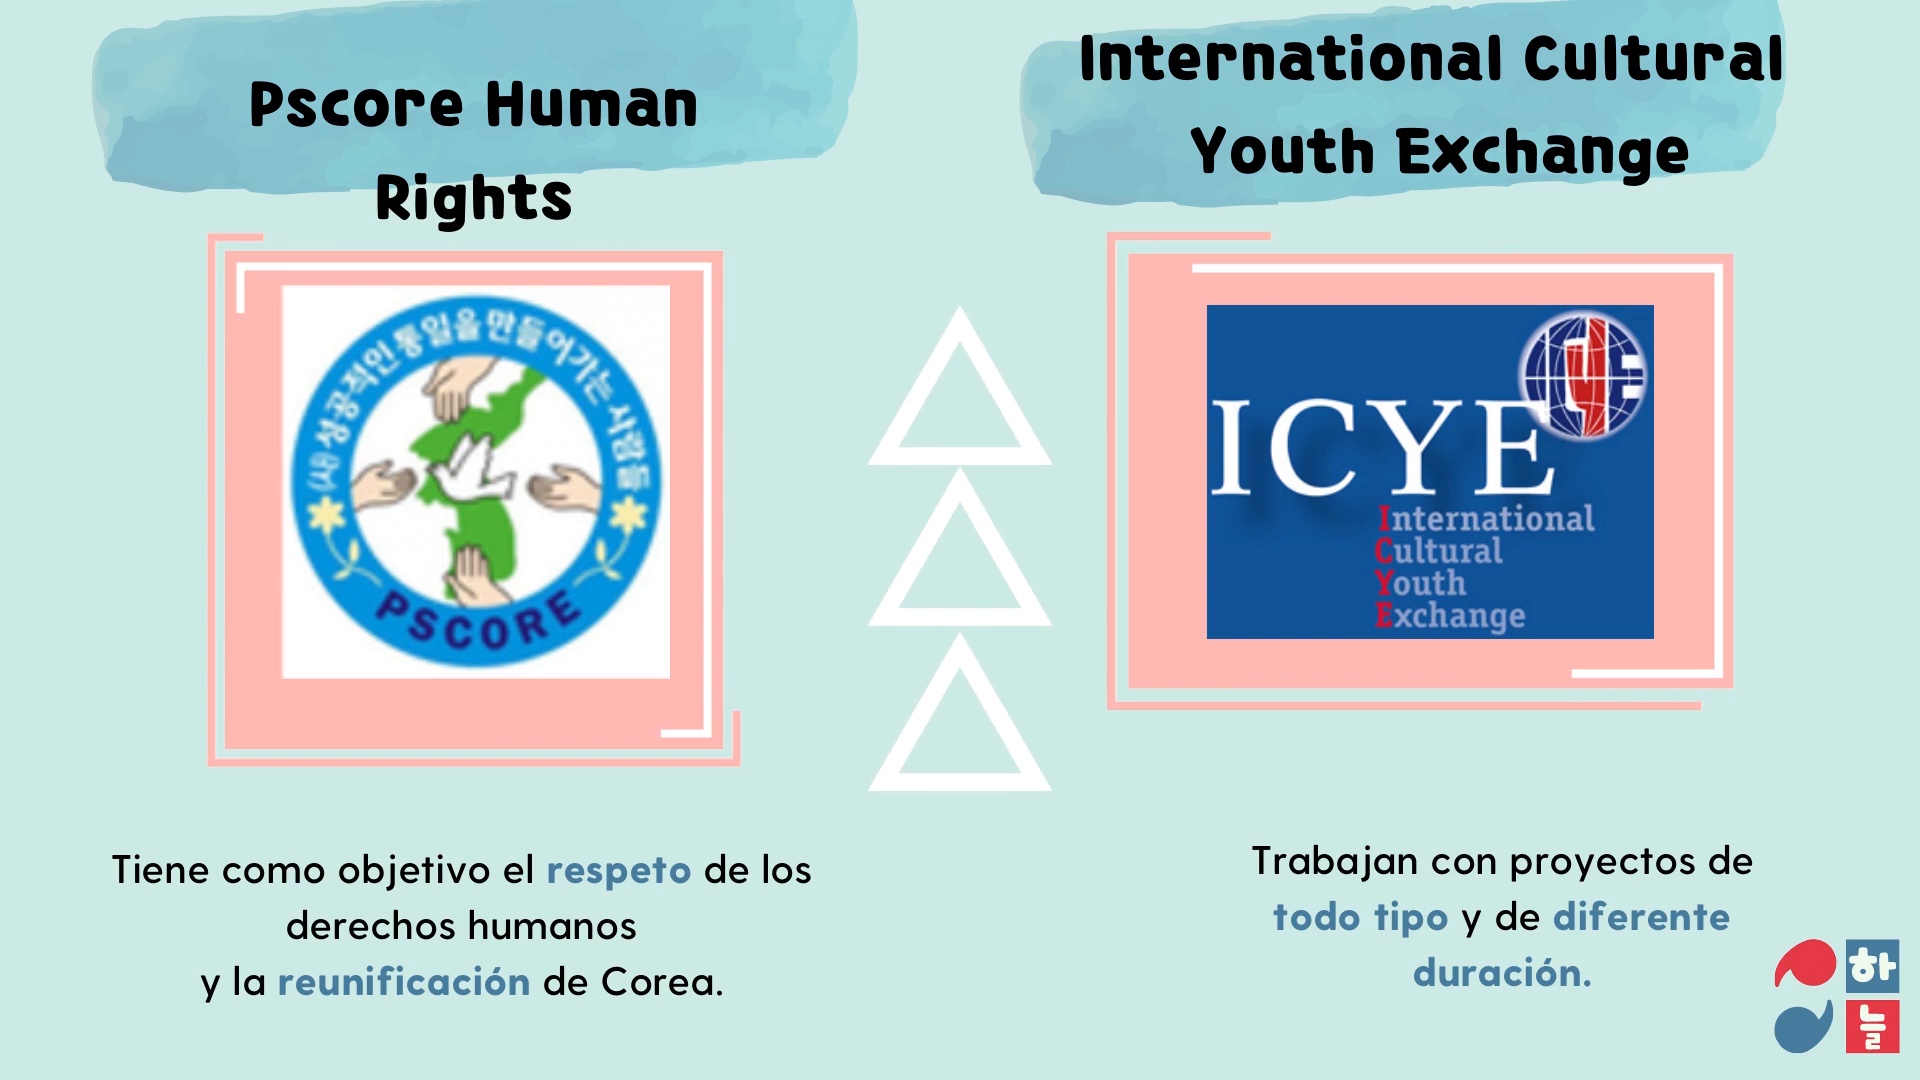 Pscore Human
Rights
(사)성공적인 통일을 만들어가는 사람들
PSCORE
Tiene como objetivo el respeto de los
derechos humanos
y la reunificación de Corea.
International Cultural
Youth Exchange
ICYE
ICYE
International
Cultural
Youth
Exchange
Trabajan con proyectos de
todo tipo y de diferente
duración.
하
늘